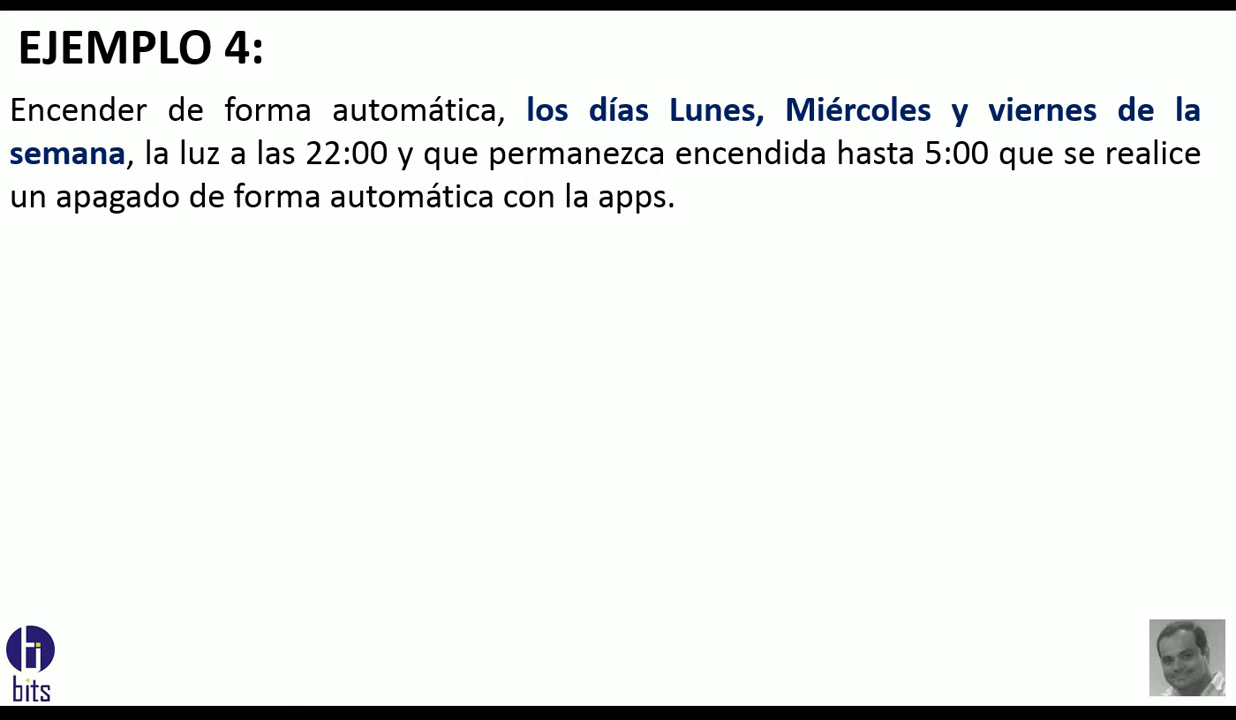 EJEMPLO 4:
Encender de forma automática, los días Lunes, Miércoles y viernes de la
semana, la luz a las 22:00 y que permanezca encendida hasta 5:00 que se realice
un apagado de forma automática con la apps.
bits